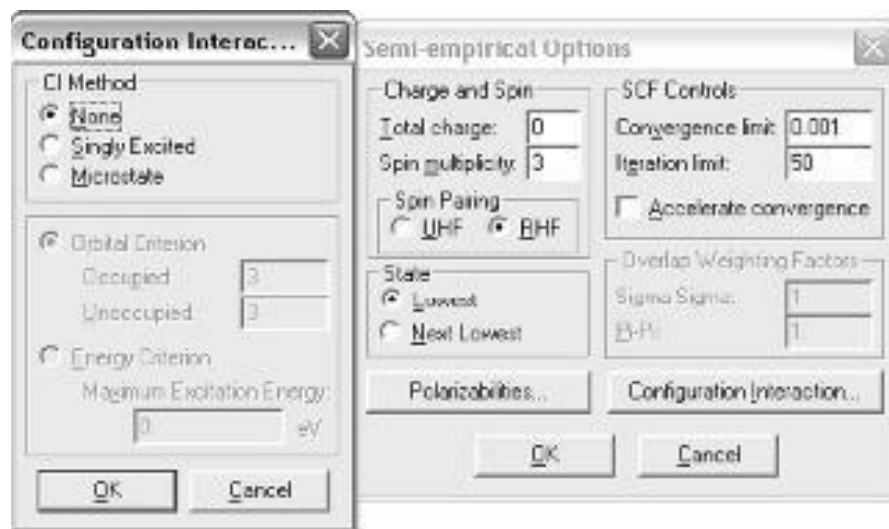 Configuration Interac...
CI Method
None
Singly Excited
Microstate
Orbital Criterion
Occupied 3
Unoccupied 3
Energy Criterion
Maximum Excitation Energy:
0 eV
OK Cancel
Semi-empirical Options
Charge and Spin
Total charge: 0
Spin multiplicity: 3
Spin Pairing
UHF RHF
State
Lowest
Next Lowest
SCF Controls
Convergence limit: 0.001
Iteration limit: 50
Accelerate convergence
Overlap Weighting Factors
Sigma-Sigma: 1
Pi-Pi: 1
Polarizabilities... Configuration Interaction...
OK Cancel